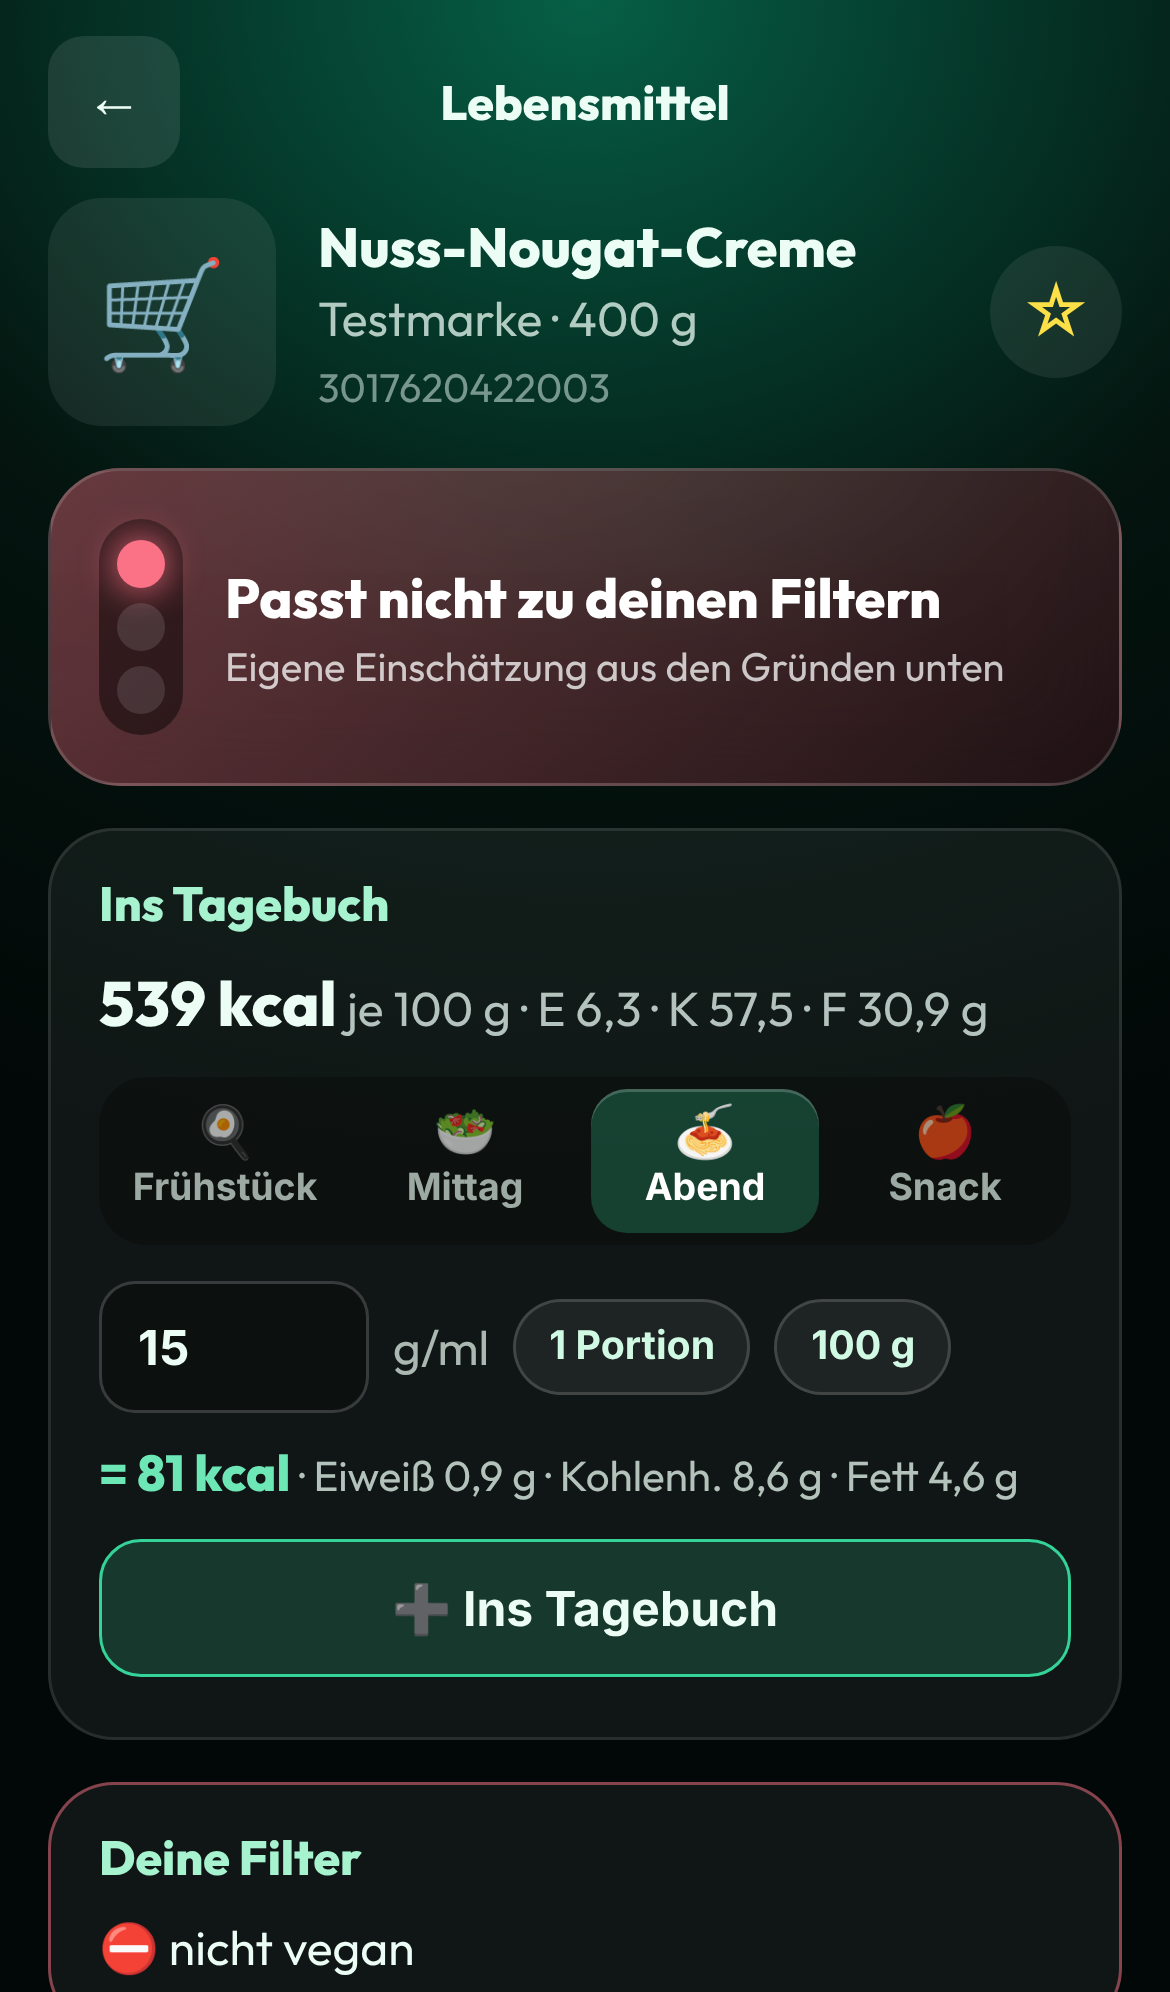 ←
Lebensmittel
Nuss-Nougat-Creme
Testmarke · 400 g
3017620422003
Passt nicht zu deinen Filtern
Eigene Einschätzung aus den Gründen unten
Ins Tagebuch
539 kcal je 100 g · E 6,3 · K 57,5 · F 30,9 g
Frühstück Mittag Abend Snack
15 g/ml 1 Portion 100 g
= 81 kcal · Eiweiß 0,9 g · Kohlenh. 8,6 g · Fett 4,6 g
➕ Ins Tagebuch
Deine Filter
⛔ nicht vegan